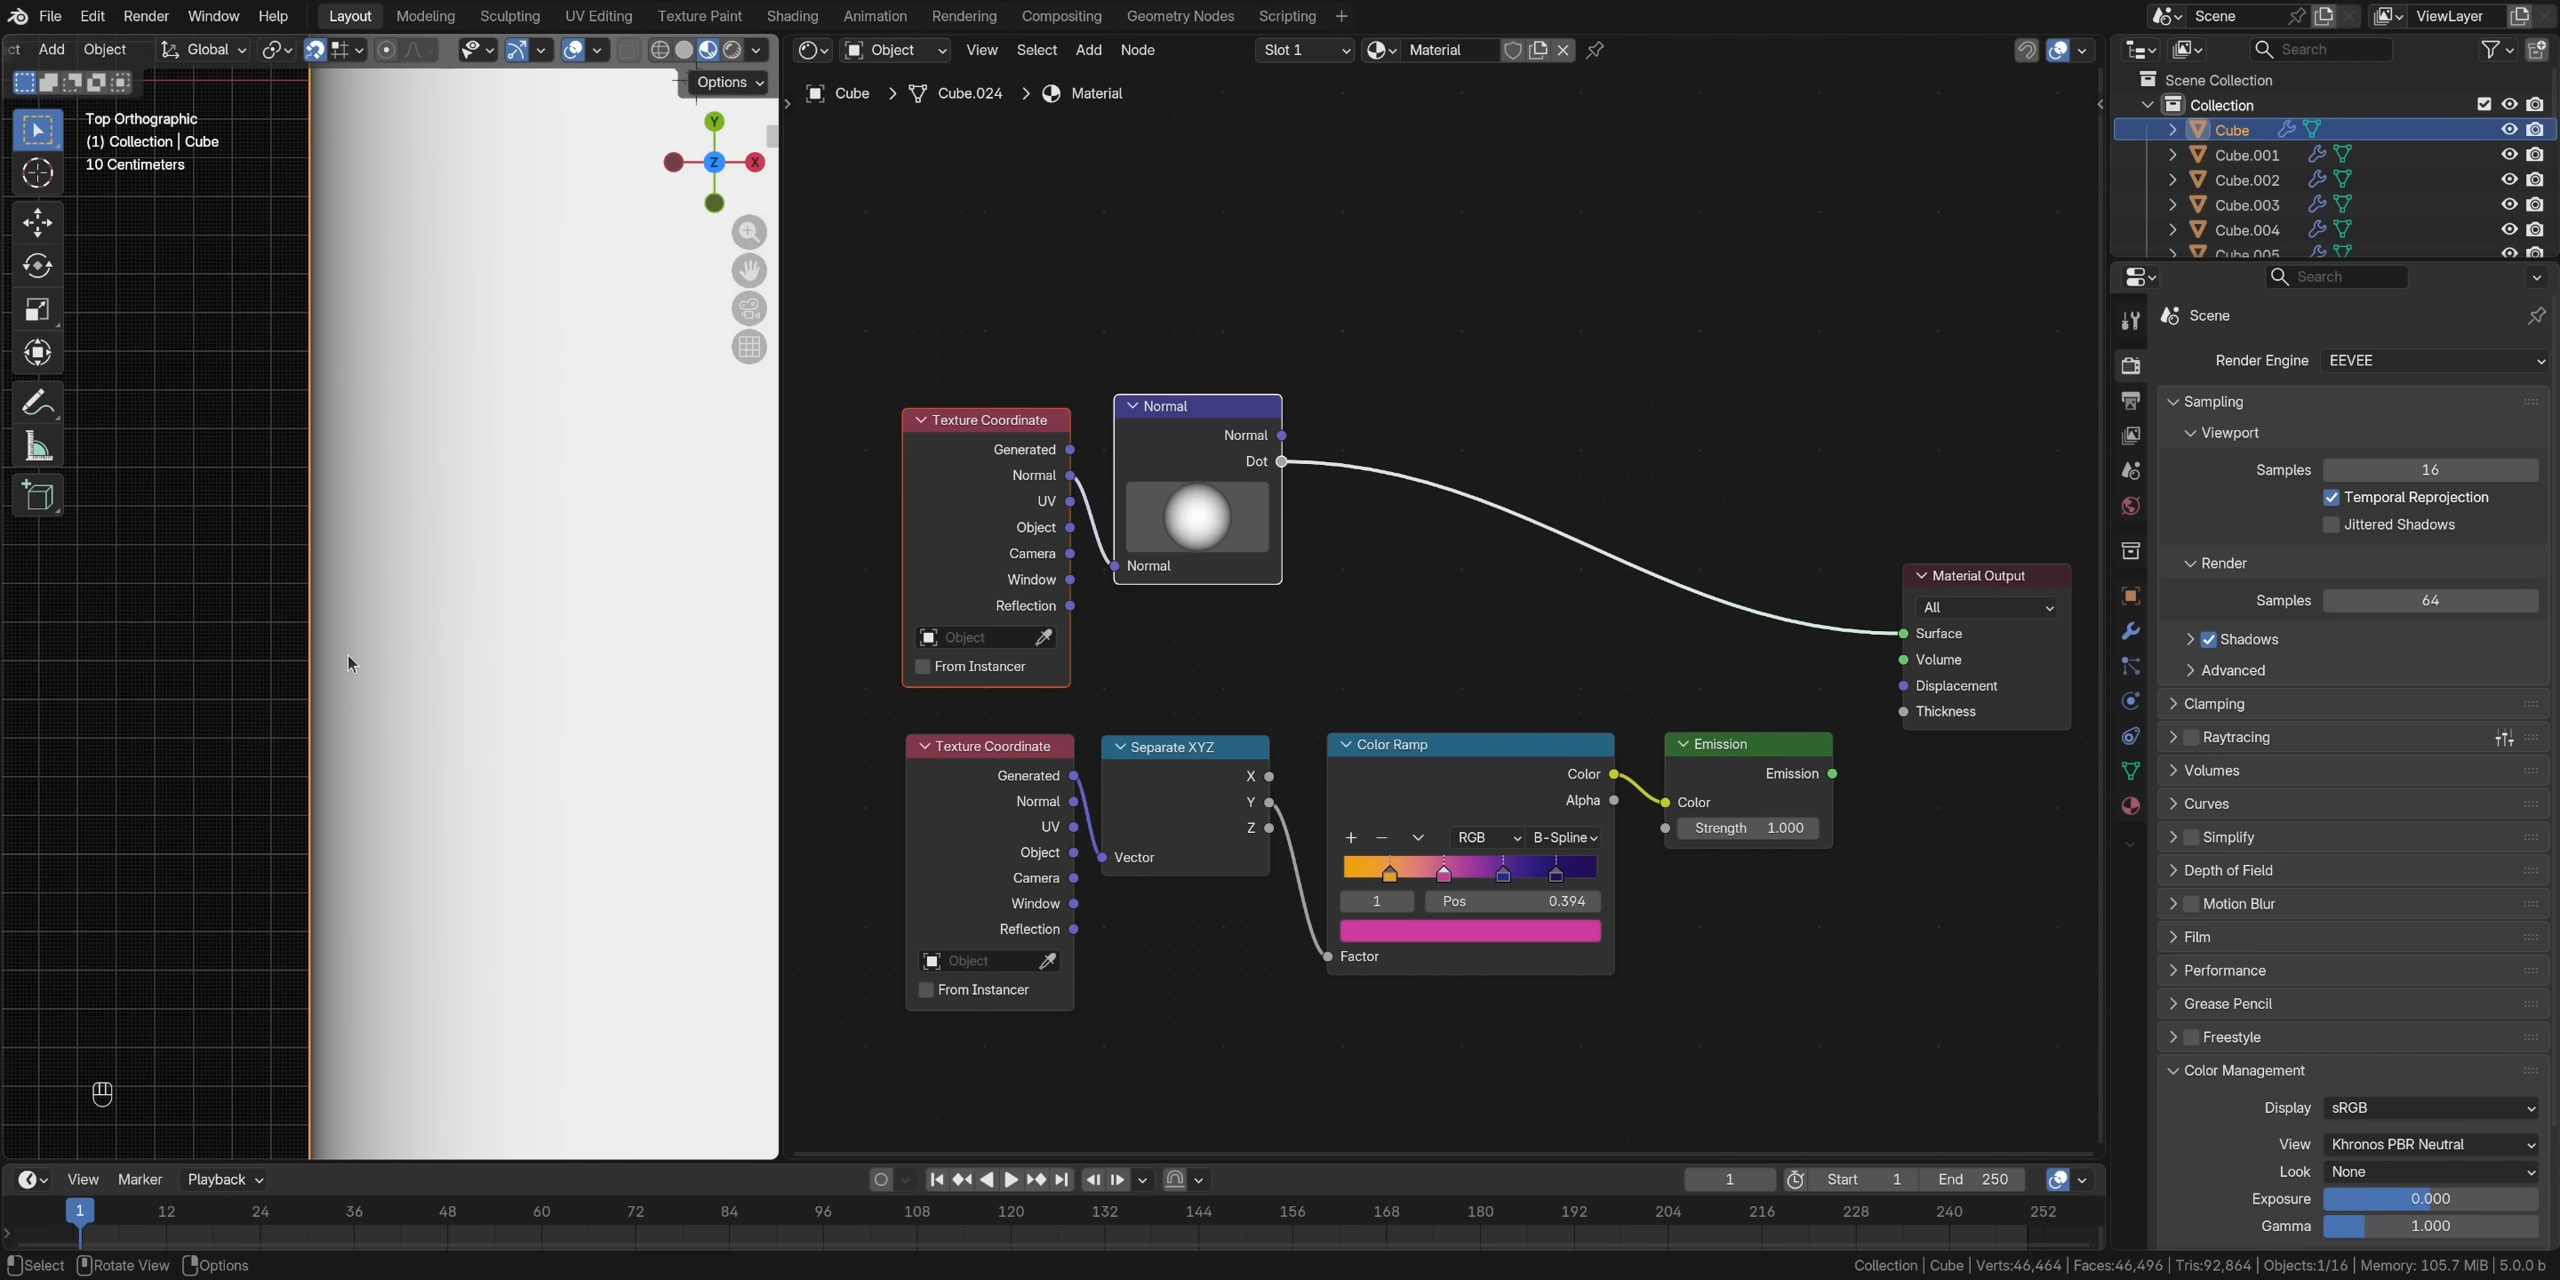 File Edit Render Window Help Layout Modeling Sculpting UV Editing Texture Paint Shading Animation Rendering Compositing Geometry Nodes Scripting + Scene ViewLayer
ct Add Object Global
Options
Top Orthographic
(1) Collection | Cube
10 Centimeters
Y
Z
X
Object View Select Add Node Slot 1 Material
Cube > Cube.024 > Material
Texture Coordinate
Generated
Normal
UV
Object
Camera
Window
Reflection
Object
From Instancer
Normal
Normal
Dot
Normal
Material Output
All
Surface
Volume
Displacement
Thickness
Texture Coordinate
Generated
Normal
UV
Object
Camera
Window
Reflection
Object
From Instancer
Separate XYZ
X
Y
Z
Vector
Color Ramp
Color
Alpha
RGB B-Spline
1 Pos 0.394
Factor
Emission
Emission
Color
Strength 1.000
Search
Scene Collection
Collection
Cube
Cube.001
Cube.002
Cube.003
Cube.004
Cube.005
Search
Scene
Render Engine EEVEE
Sampling
Viewport
Samples 16
Temporal Reprojection
Jittered Shadows
Render
Samples 64
Shadows
Advanced
Clamping
Raytracing
Volumes
Curves
Simplify
Depth of Field
Motion Blur
Film
Performance
Grease Pencil
Freestyle
Color Management
Display sRGB
View Khronos PBR Neutral
Look None
Exposure 0.000
Gamma 1.000
View Marker Playback 1 Start 1 End 250
1 12 24 36 48 60 72 84 96 108 120 132 144 156 168 180 192 204 216 228 240 252
Select Rotate View Options Collection | Cube | Verts:46,464 | Faces:46,496 | Tris:92,864 | Objects:1/16 | Memory: 105.7 MiB | 5.0.0 b